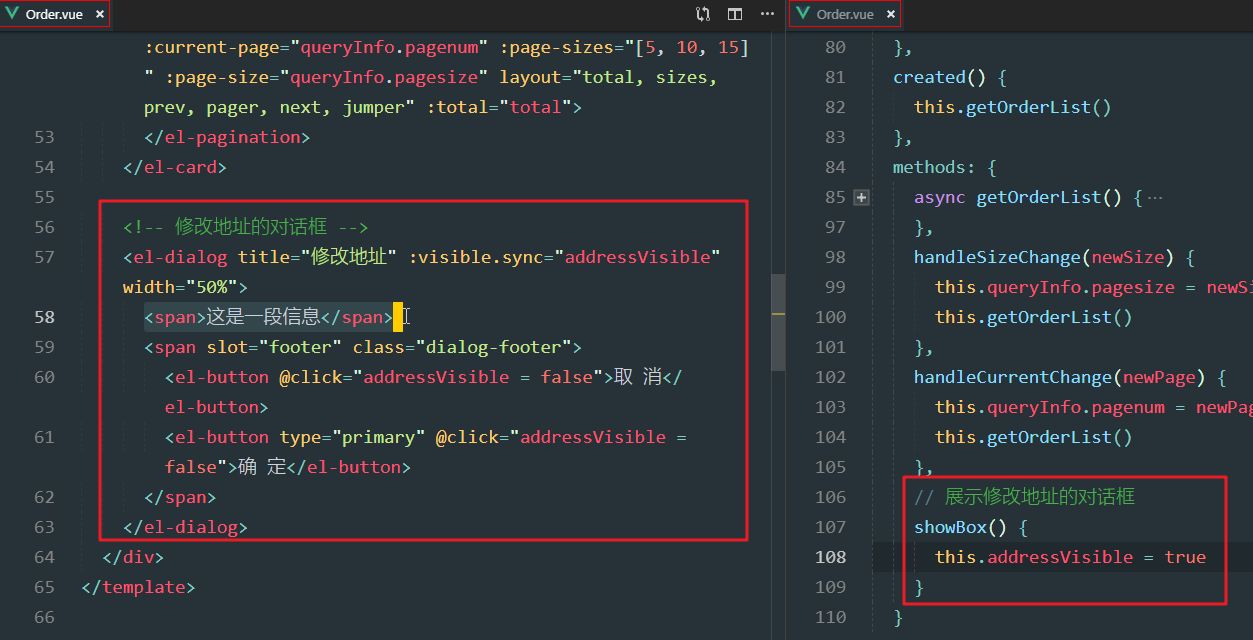 Order.vue ×
:current-page="queryInfo.pagenum" :page-sizes="[5, 10, 15]
" :page-size="queryInfo.pagesize" layout="total, sizes,
prev, pager, next, jumper" :total="total">
53 </el-pagination>
54 </el-card>
55
56 <!-- 修改地址的对话框 -->
57 <el-dialog title="修改地址" :visible.sync="addressVisible"
width="50%">
58 <span>这是一段信息</span>
59 <span slot="footer" class="dialog-footer">
60 <el-button @click="addressVisible = false">取 消</
el-button>
61 <el-button type="primary" @click="addressVisible =
false">确 定</el-button>
62 </span>
63 </el-dialog>
64 </div>
65 </template>
66
Order.vue ×
80 },
81 created() {
82 this.getOrderList()
83 },
84 methods: {
85 async getOrderList() {…
97 },
98 handleSizeChange(newSize) {
99 this.queryInfo.pagesize = newSi
100 this.getOrderList()
101 },
102 handleCurrentChange(newPage) {
103 this.queryInfo.pagenum = newPag
104 this.getOrderList()
105 },
106 // 展示修改地址的对话框
107 showBox() {
108 this.addressVisible = true
109 }
110 }